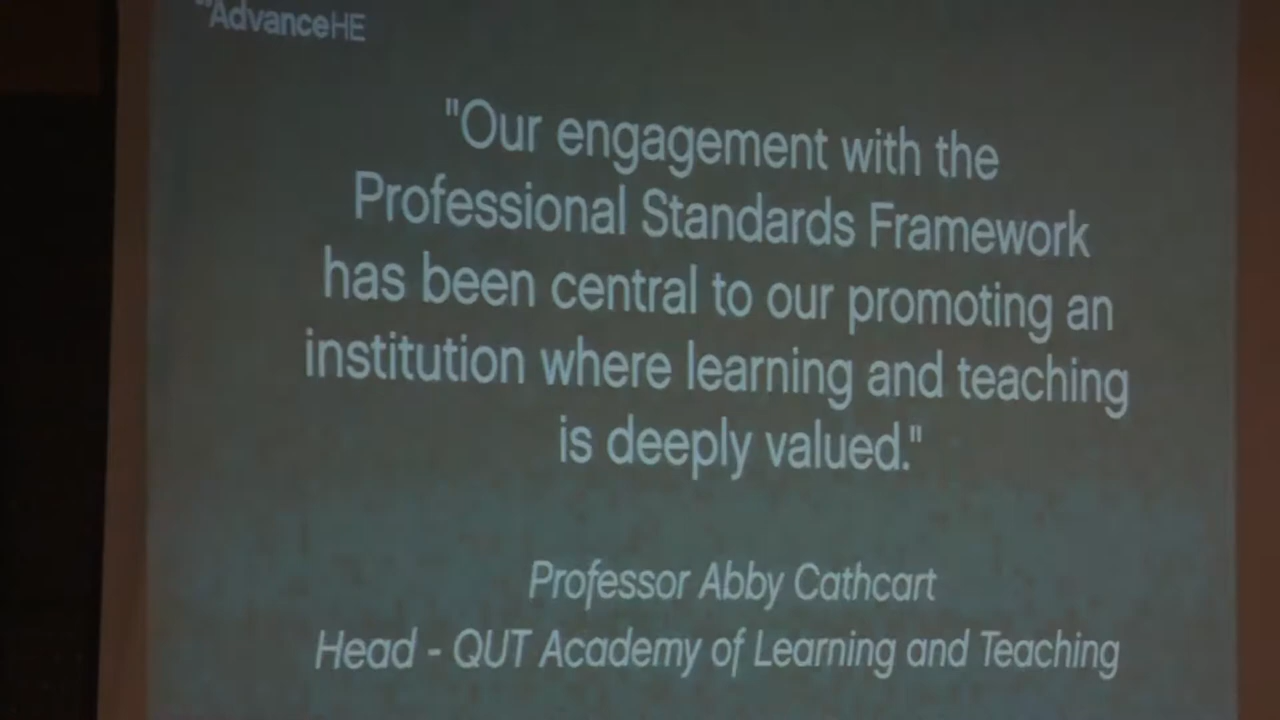 AdvanceHE
"Our engagement with the
Professional Standards Framework
has been central to our promoting an
institution where learning and teaching
is deeply valued."
Professor Abby Cathcart
Head - QUT Academy of Learning and Teaching